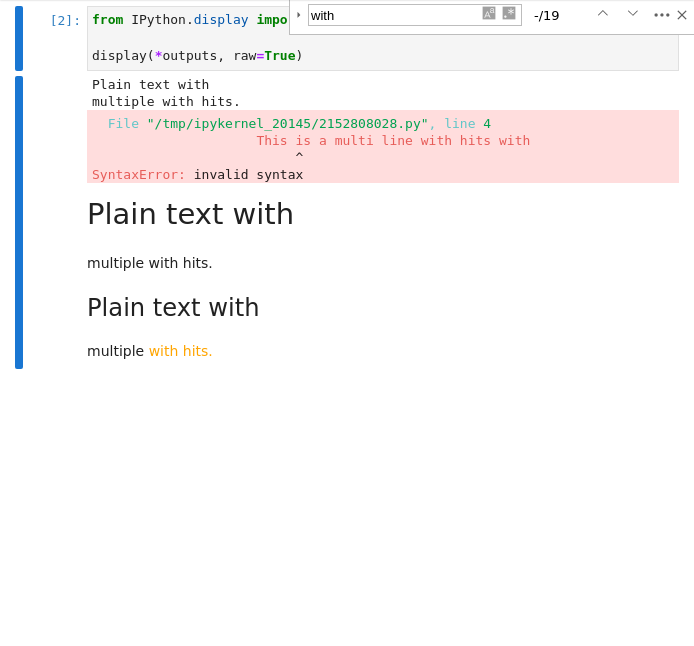 with -/19
[2]: from IPython.display impo
display(*outputs, raw=True)
Plain text with
multiple with hits.
File "/tmp/ipykernel_20145/2152808028.py", line 4
This is a multi line with hits with
^
SyntaxError: invalid syntax
Plain text with
multiple with hits.
Plain text with
multiple with hits.